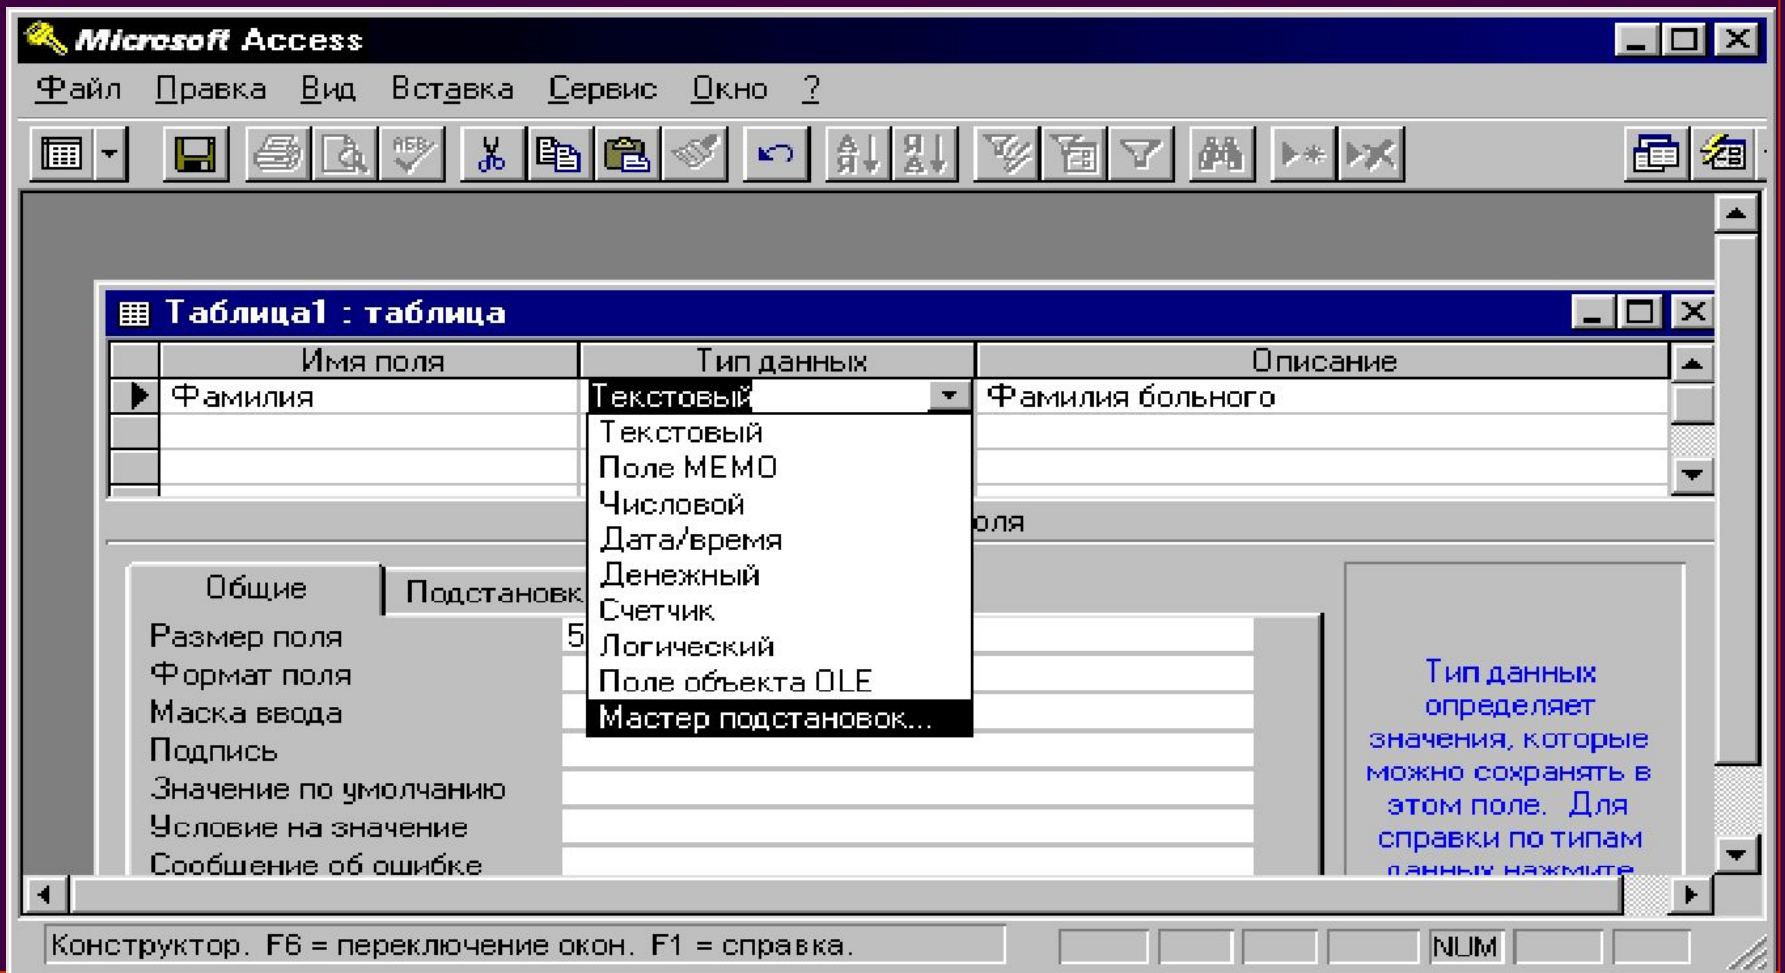 Microsoft Access
Файл Правка Вид Вставка Сервис Окно ?
Таблица1 : таблица
Имя поля Тип данных Описание
Фамилия Текстовый Фамилия больного
Текстовый
Поле МЕМО
Числовой
оля
Дата/время
Денежный
Общие Подстановк
Счетчик
Размер поля 5
Логический
Формат поля
Поле объекта OLE
Маска ввода
Мастер подстановок...
Подпись
Значение по умолчанию
Условие на значение
Сообщение об ошибке
Тип данных
определяет
значения, которые
можно сохранять в
этом поле. Для
справки по типам
данных нажмите
Конструктор. F6 = переключение окон. F1 = справка. NUM